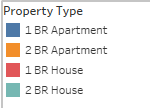 Property Type
1 BR Apartment
2 BR Apartment
1 BR House
2 BR House